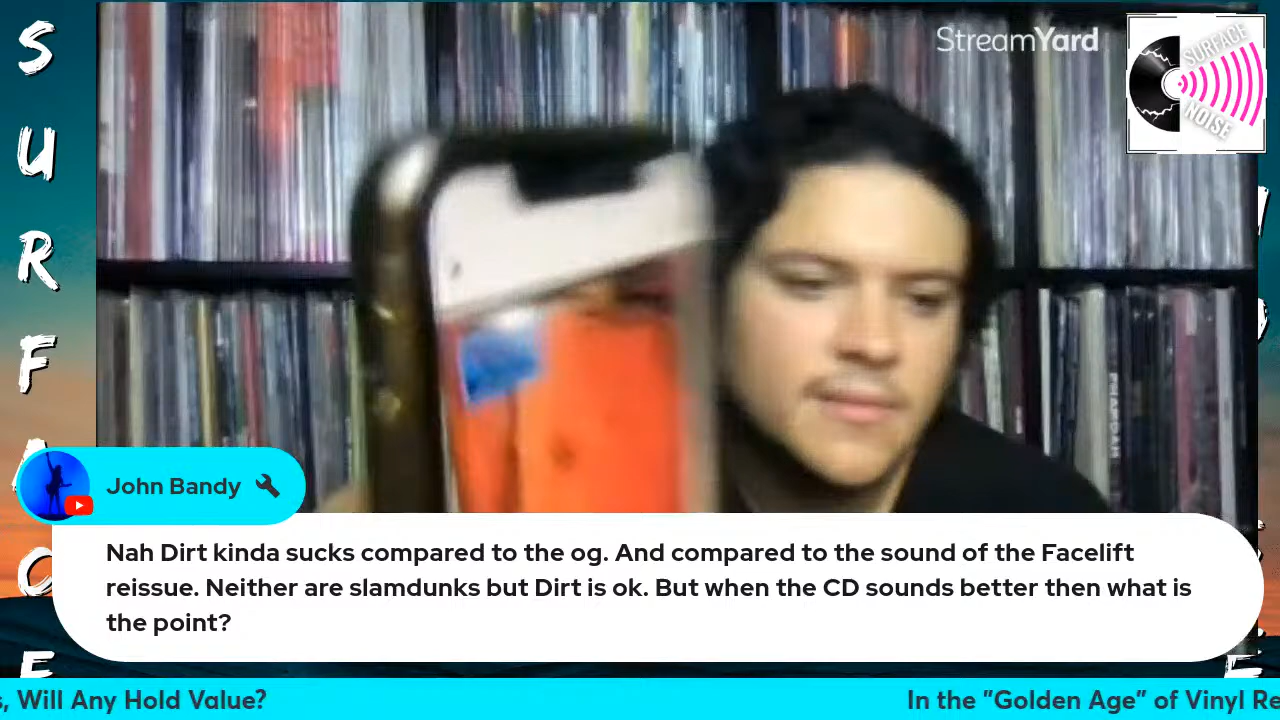 StreamYard
SURFACE
NOISE
S
U
R
F
A
C
E
John Bandy
Nah Dirt kinda sucks compared to the og. And compared to the sound of the Facelift
reissue. Neither are slamdunks but Dirt is ok. But when the CD sounds better then what is
the point?
s, Will Any Hold Value?
In the "Golden Age" of Vinyl Re